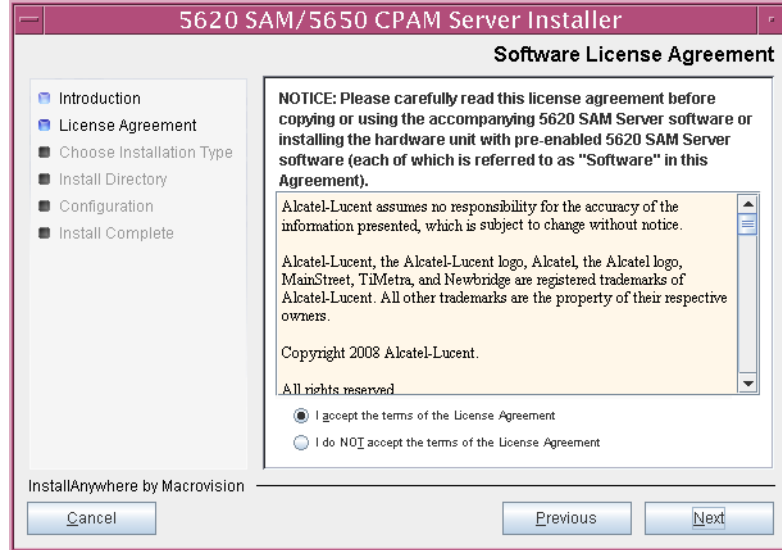 5620 SAM/5650 CPAM Server Installer
Software License Agreement
Introduction
License Agreement
Choose Installation Type
Install Directory
Configuration
Install Complete
NOTICE: Please carefully read this license agreement before
copying or using the accompanying 5620 SAM Server software or
installing the hardware unit with pre-enabled 5620 SAM Server
software (each of which is referred to as "Software" in this
Agreement).
Alcatel-Lucent assumes no responsibility for the accuracy of the
information presented, which is subject to change without notice.
Alcatel-Lucent, the Alcatel-Lucent logo, Alcatel, the Alcatel logo,
MainStreet, TiMetra, and Newbridge are registered trademarks of
Alcatel-Lucent. All other trademarks are the property of their respective
owners.
Copyright 2008 Alcatel-Lucent.
All rights reserved
I accept the terms of the License Agreement
I do NOT accept the terms of the License Agreement
InstallAnywhere by Macrovision
Cancel
Previous
Next